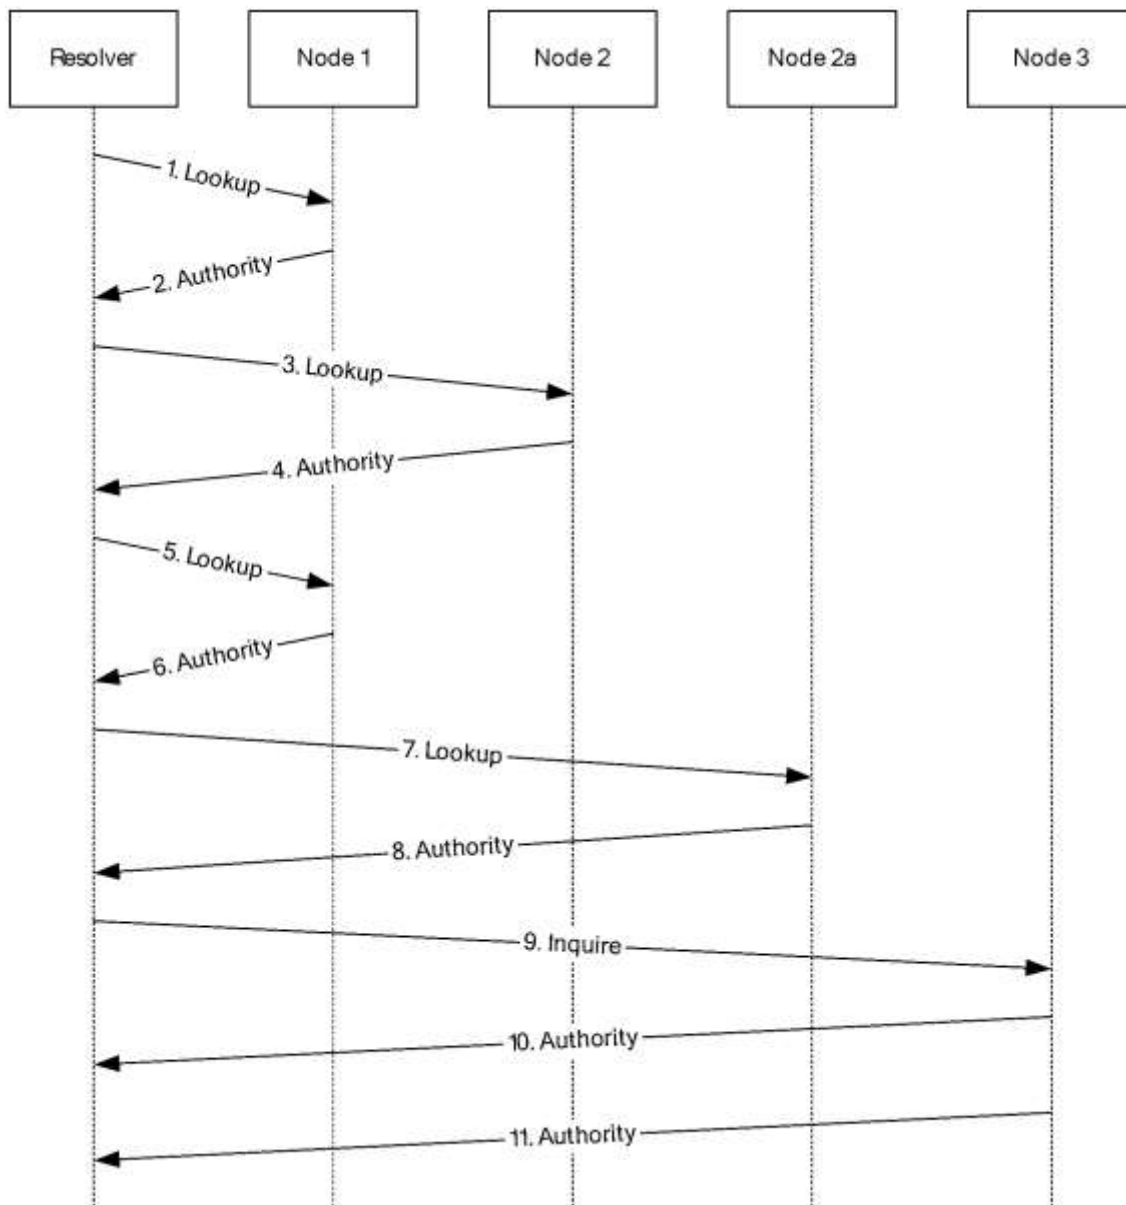 Resolver
Node 1
Node 2
Node 2a
Node 3
1. Lookup
2. Authority
3. Lookup
4. Authority
5. Lookup
6. Authority
7. Lookup
8. Authority
9. Inquire
10. Authority
11. Authority